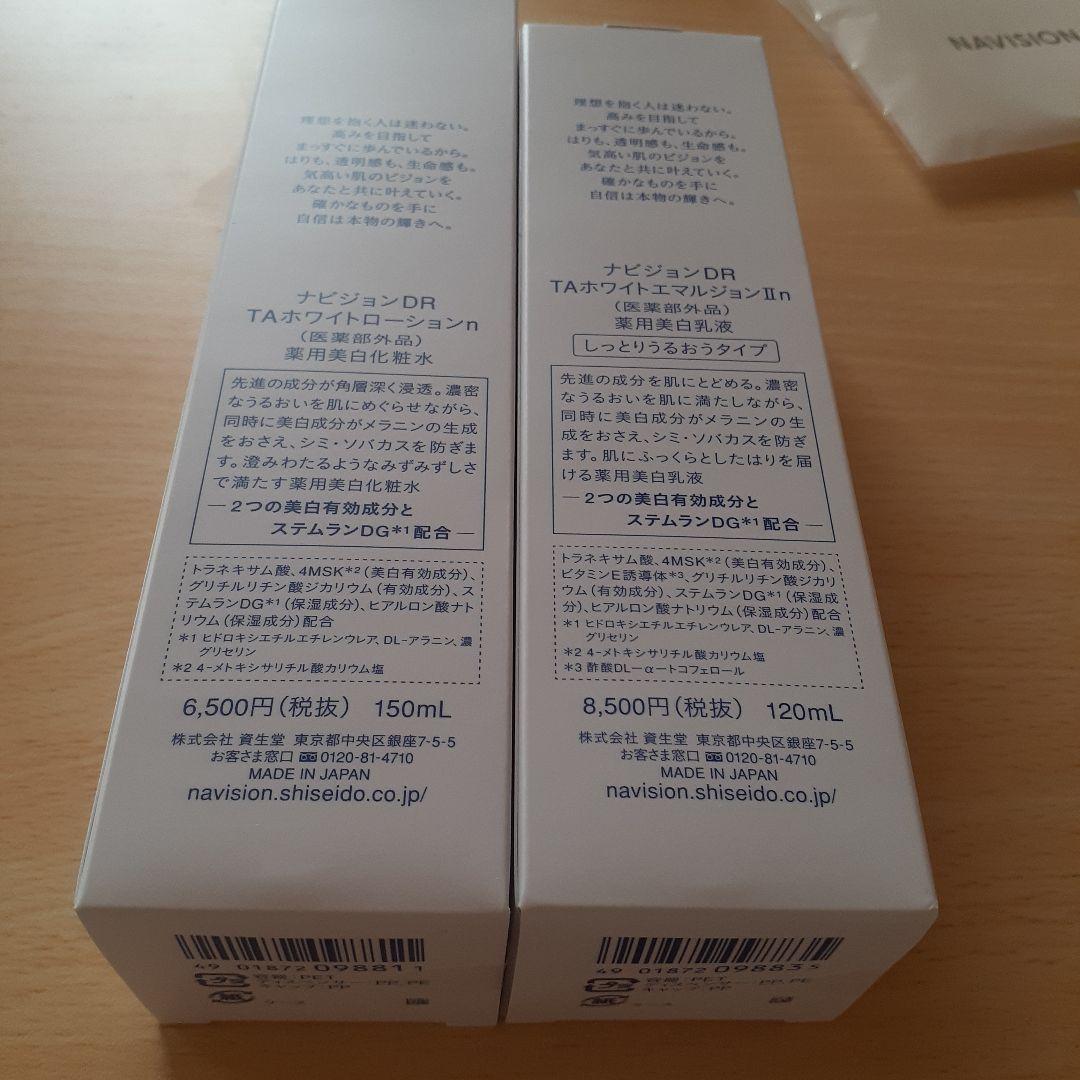 NAVISION
理想を抱く人は迷わない。
高みを目指して
まっすぐに歩んでいるから。
はりも、透明感も、生命感も。
気高い肌のビジョンを
あなたと共に叶えていく。
確かなものを手に
自信は本物の輝きへ。
ナビジョンDR
TAホワイトローションn
（医薬部外品）
薬用美白化粧水
先進の成分が角層深く浸透。濃密
なうるおいを肌にめぐらせながら、
同時に美白成分がメラニンの生成
をおさえ、シミ・ソバカスを防ぎま
す。澄みわたるようなみずみずしさ
で満たす薬用美白化粧水
― 2つの美白有効成分と
ステムランDG*1配合 ―
トラネキサム酸、4MSK*2（美白有効成分）、
グリチルリチン酸ジカリウム（有効成分）、ス
テムランDG*1（保湿成分）、ヒアルロン酸ナト
リウム（保湿成分）配合
*1 ヒドロキシエチルエチレンウレア、DL-アラニン、濃
グリセリン
*2 4-メトキシサリチル酸カリウム塩
6,500円（税抜） 150mL
株式会社 資生堂 東京都中央区銀座7-5-5
お客さま窓口 0120-81-4710
MADE IN JAPAN
navision.shiseido.co.jp/
49 01872 098811
容器：PET
ディスペンサー：PP、PE
キャップ：PP
紙
ケース
理想を抱く人は迷わない。
高みを目指して
まっすぐに歩んでいるから。
はりも、透明感も、生命感も。
気高い肌のビジョンを
あなたと共に叶えていく。
確かなものを手に
自信は本物の輝きへ。
ナビジョンDR
TAホワイトエマルジョンⅡn
（医薬部外品）
薬用美白乳液
しっとりうるおうタイプ
先進の成分を肌にとどめる。濃密
なうるおいを肌に満たしながら、
同時に美白成分がメラニンの生
成をおさえ、シミ・ソバカスを防ぎ
ます。肌にふっくらとしたはりを届
ける薬用美白乳液
― 2つの美白有効成分と
ステムランDG*1配合 ―
トラネキサム酸、4MSK*2（美白有効成分）、
ビタミンE誘導体*3、グリチルリチン酸ジカリ
ウム（有効成分）、ステムランDG*1（保湿成
分）、ヒアルロン酸ナトリウム（保湿成分）配合
*1 ヒドロキシエチルエチレンウレア、DL-アラニン、濃
グリセリン
*2 4-メトキシサリチル酸カリウム塩
*3 酢酸DL-α-トコフェロール
8,500円（税抜） 120mL
株式会社 資生堂 東京都中央区銀座7-5-5
お客さま窓口 0120-81-4710
MADE IN JAPAN
navision.shiseido.co.jp/
49 01872 098835
キャップ：PP
紙
ケース